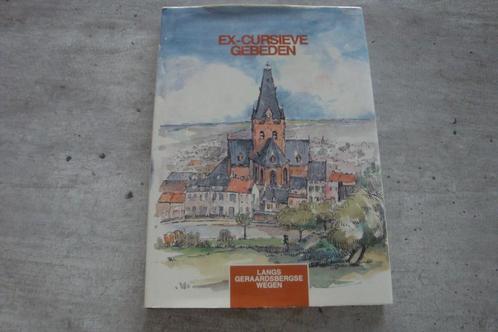 EX-CURSIEVE
GEBEDEN
LANGS
GERAARDSBERGSE
WEGEN